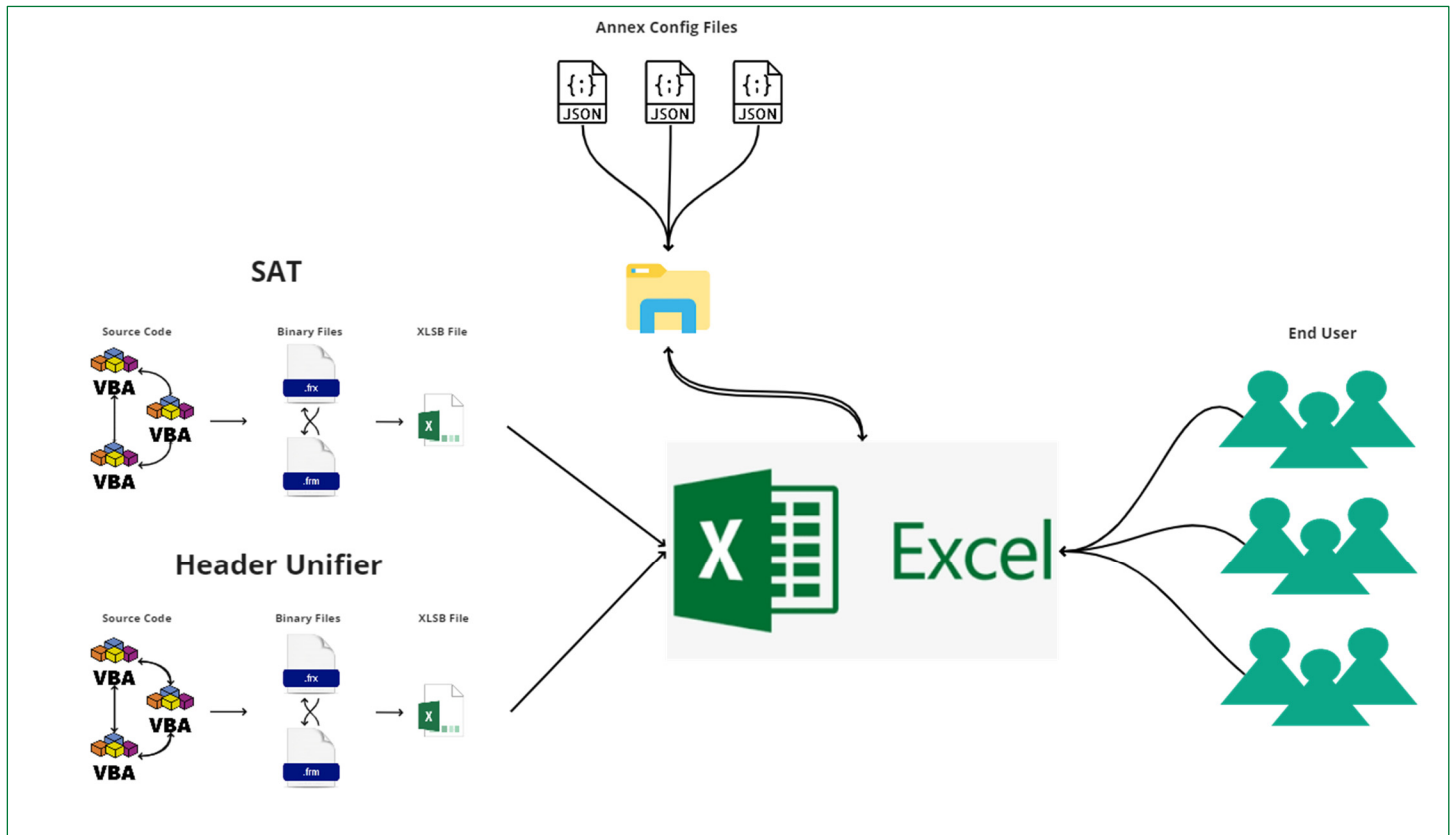 Annex Config Files
{;}
JSON
{;}
JSON
{;}
JSON
SAT
Source Code
Binary Files
XLSB File
End User
VBA
VBA
VBA
.frx
.frm
X
X
Excel
Header Unifier
Source Code
Binary Files
XLSB File
VBA
VBA
VBA
.frx
.frm
X